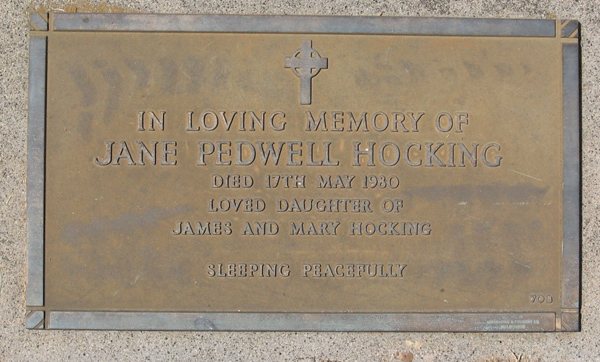 IN LOVING MEMORY OF
JANE PEDWELL HOCKING
DIED 17TH MAY 1980
LOVED DAUGHTER OF
JAMES AND MARY HOCKING
SLEEPING PEACEFULLY
703